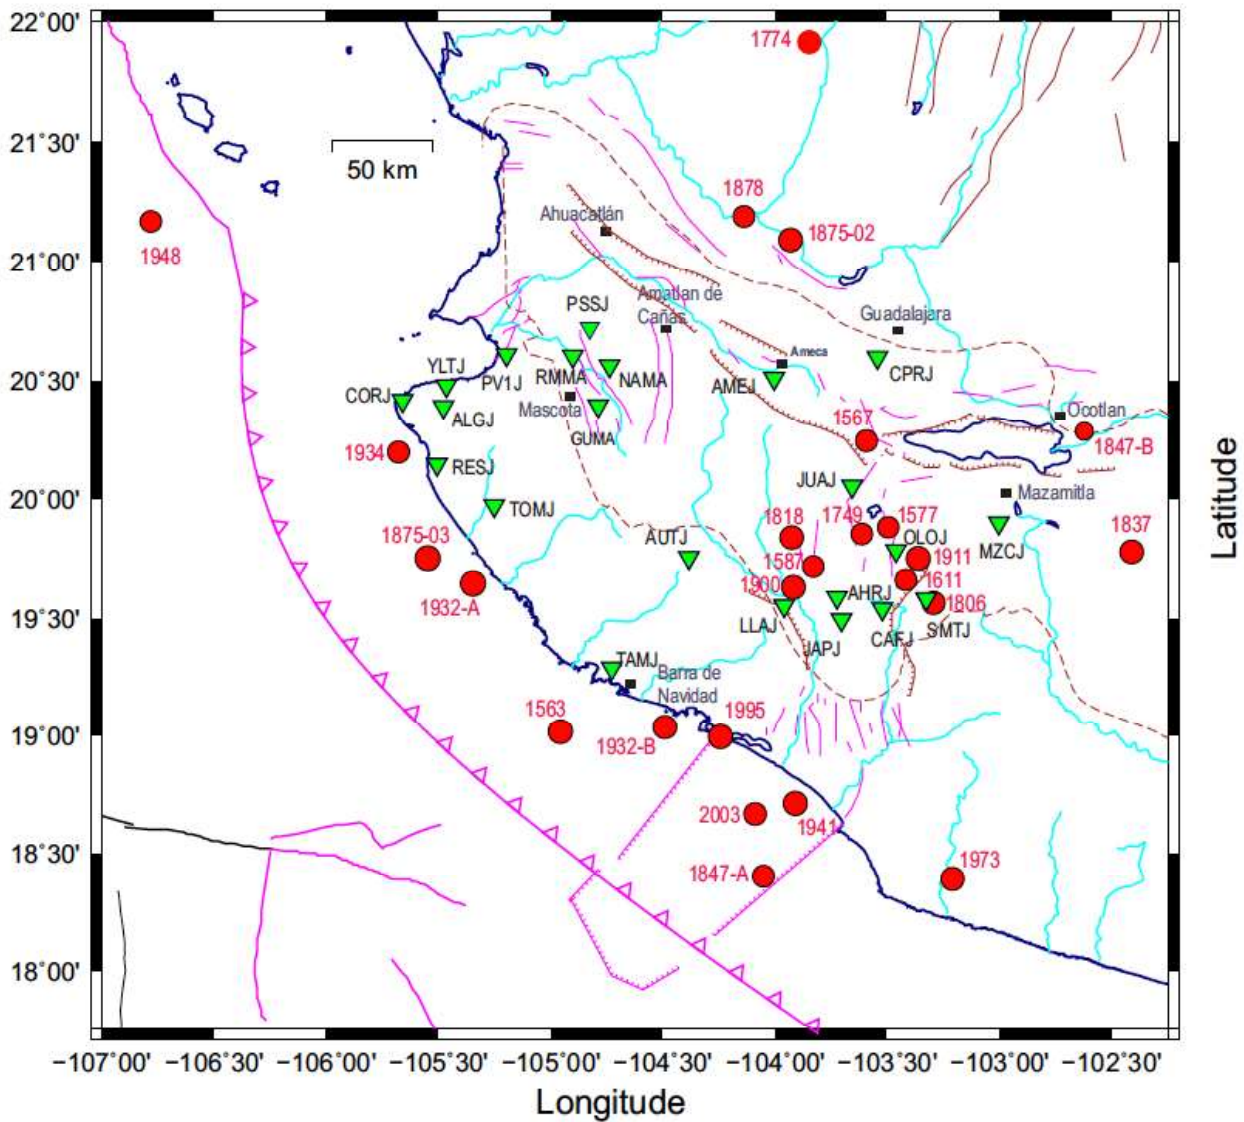 22°00'
21°30'
21°00'
20°30'
20°00'
19°30'
19°00'
18°30'
18°00'
1774
50 km
1878
Ahuacatlán
1875-02
1948
PSSJ
Amatlan de
Cañas
Guadalajara
YLTJ
PV1J
RMMA
NAMA
Ameca
AMEJ
CPRJ
CORJ
ALGJ
Mascota
GUMA
1567
Ocotlan
1847-B
1934
RESJ
JUAJ
Mazamitla
TOMJ
1818
1749
1577
1837
1875-03
AUTJ
OLOJ
MZCJ
1587
1911
1900
1611
1932-A
AHRJ
1806
LLAJ
JAPJ
CAFJ
SMTJ
TAMJ
Barra de
Navidad
1563
1932-B
1995
2003
1941
1847-A
1973
−107°00'
−106°30'
−106°00'
−105°30'
−105°00'
−104°30'
−104°00'
−103°30'
−103°00'
−102°30'
Longitude
Latitude